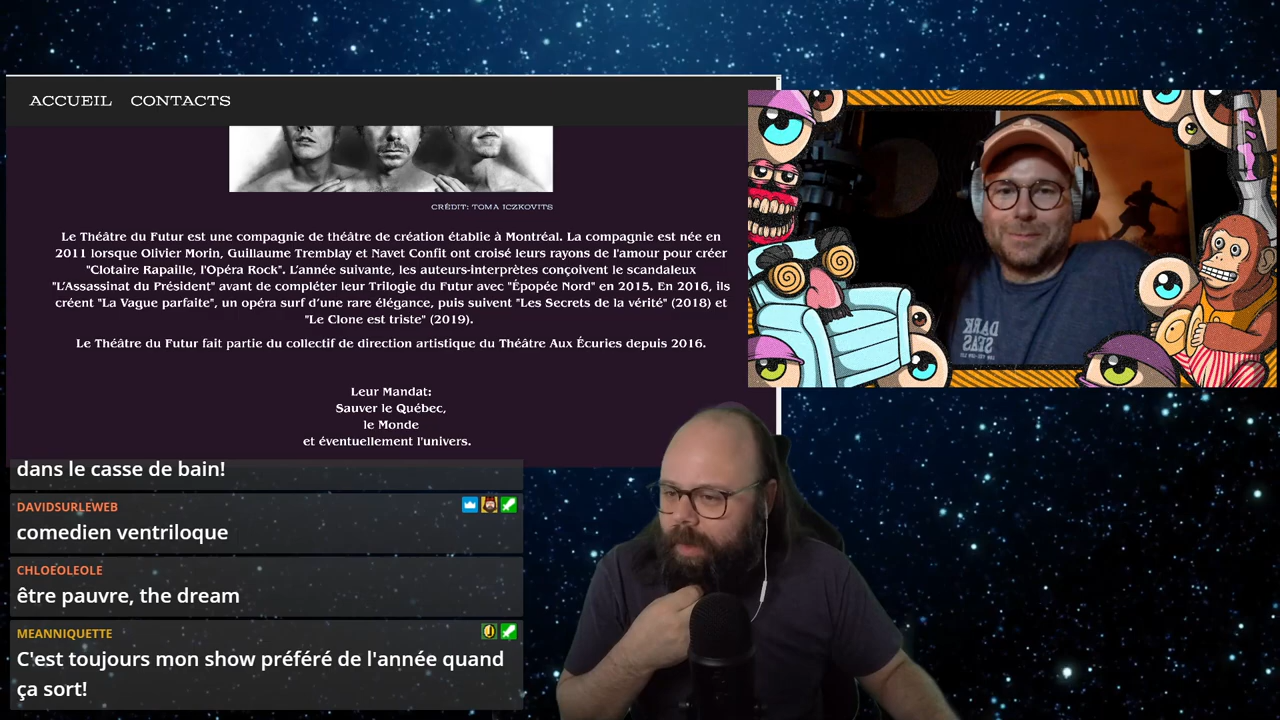 ACCUEIL CONTACTS
CRÉDIT: TOMA ICZKOVITS
Le Théâtre du Futur est une compagnie de théâtre de création établie à Montréal. La compagnie est née en
2011 lorsque Olivier Morin, Guillaume Tremblay et Navet Confit ont croisé leurs rayons de l'amour pour créer
"Clotaire Rapaille, l'Opéra Rock". L'année suivante, les auteurs-interprètes conçoivent le scandaleux
"L'Assassinat du Président" avant de compléter leur Trilogie du Futur avec "Épopée Nord" en 2015. En 2016, ils
créent "La Vague parfaite", un opéra surf d'une rare élégance, puis suivent "Les Secrets de la vérité" (2018) et
"Le Clone est triste" (2019).
Le Théâtre du Futur fait partie du collectif de direction artistique du Théâtre Aux Écuries depuis 2016.
Leur Mandat:
Sauver le Québec,
le Monde
et éventuellement l'univers.
dans le casse de bain!
DAVIDSURLEWEB
comedien ventriloque
CHLOEOLEOLE
être pauvre, the dream
MEANNIQUETTE
C'est toujours mon show préféré de l'année quand
ça sort!
DARK
SEAS